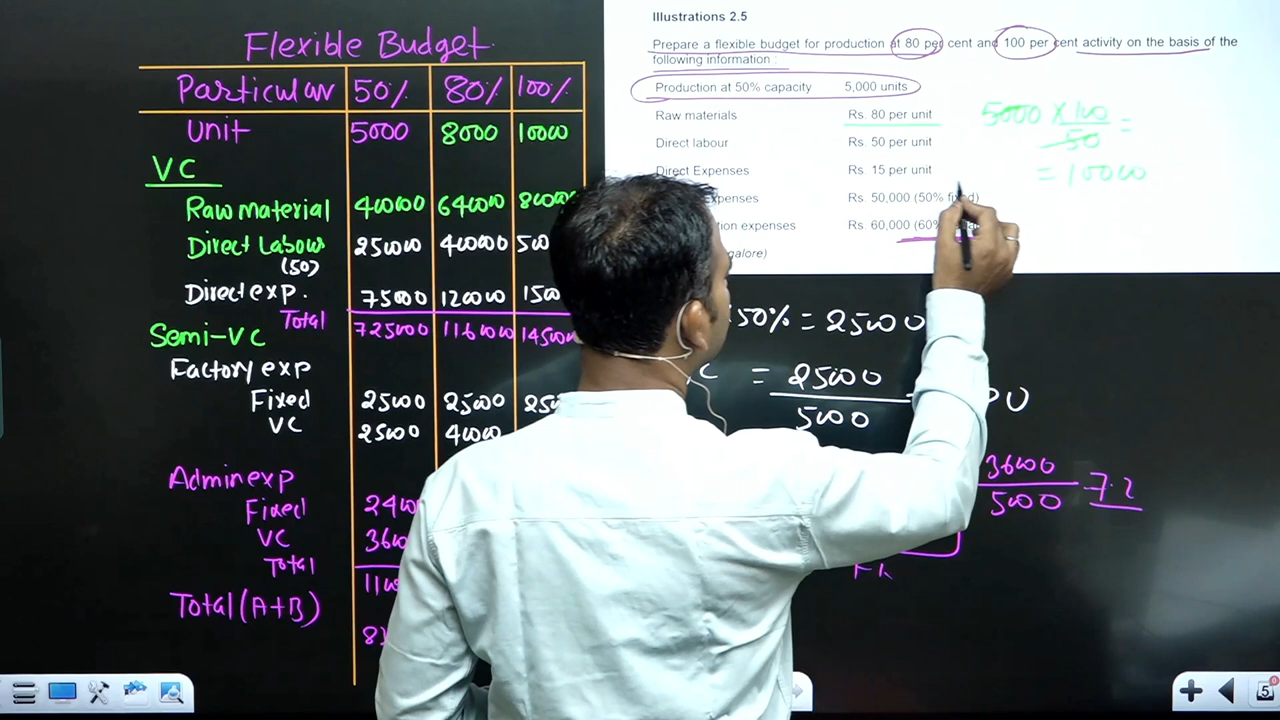 Flexible Budget
Particular 50% 80% 100%
Unit 5000 8000 10000
VC
Raw material 400000 640000
Direct Labour 250000 400000
(50)
Direct exp. 75000 120000
Total 725000 1160000
Semi-VC
Factory exp
Fixed 25000 25000
VC 25000
Admin exp
Fixed
VC
Total
Total (A+B)
Illustrations 2.5
Prepare a flexible budget for production at 80 per cent and 100 per cent activity on the basis of the
following information :
Production at 50% capacity 5,000 units
Raw materials Rs. 80 per unit
Direct labour Rs. 50 per unit
Direct Expenses Rs. 15 per unit
Rs. 50,000 (50% fixed)
expenses Rs. 60,000 (60%
5000 × 100
50 =
= 10000
50% = 25000
= 25000
5000
36000
5000 7.2
5